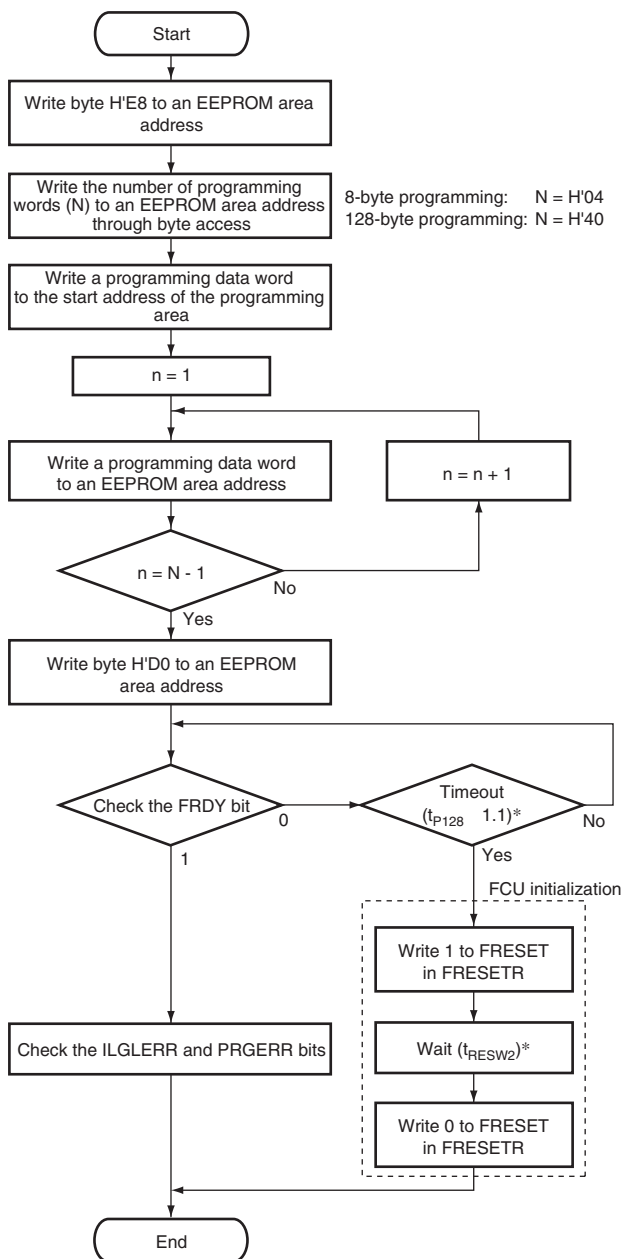 Start
Write byte H'E8 to an EEPROM area
address
Write the number of programming
words (N) to an EEPROM area address
through byte access
8-byte programming: N = H'04
128-byte programming: N = H'40
Write a programming data word
to the start address of the programming
area
n = 1
Write a programming data word
to an EEPROM area address
n = n + 1
n = N - 1
No
Yes
Write byte H'D0 to an EEPROM
area address
Check the FRDY bit
0
1
Timeout
(tP128 1.1)*
No
Yes
FCU initialization
Write 1 to FRESET
in FRESETR
Wait (tRESW2)*
Write 0 to FRESET
in FRESETR
Check the ILGLERR and PRGERR bits
End